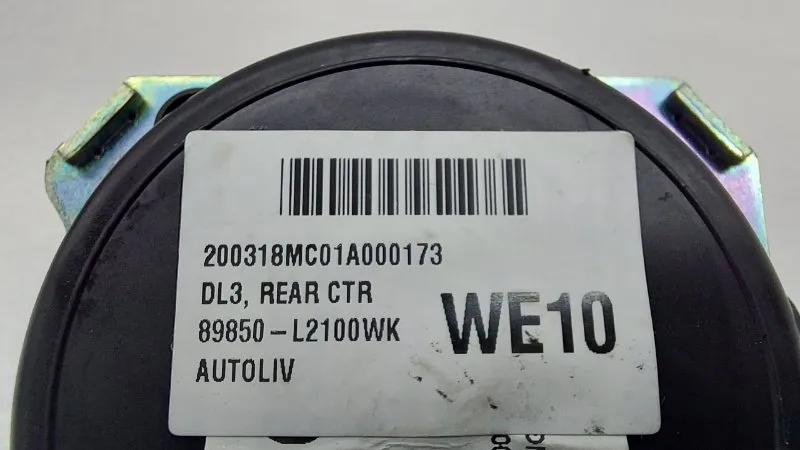 200318MC01A000173
DL3, REAR CTR
89850-L2100WK
WE10
AUTOLIV